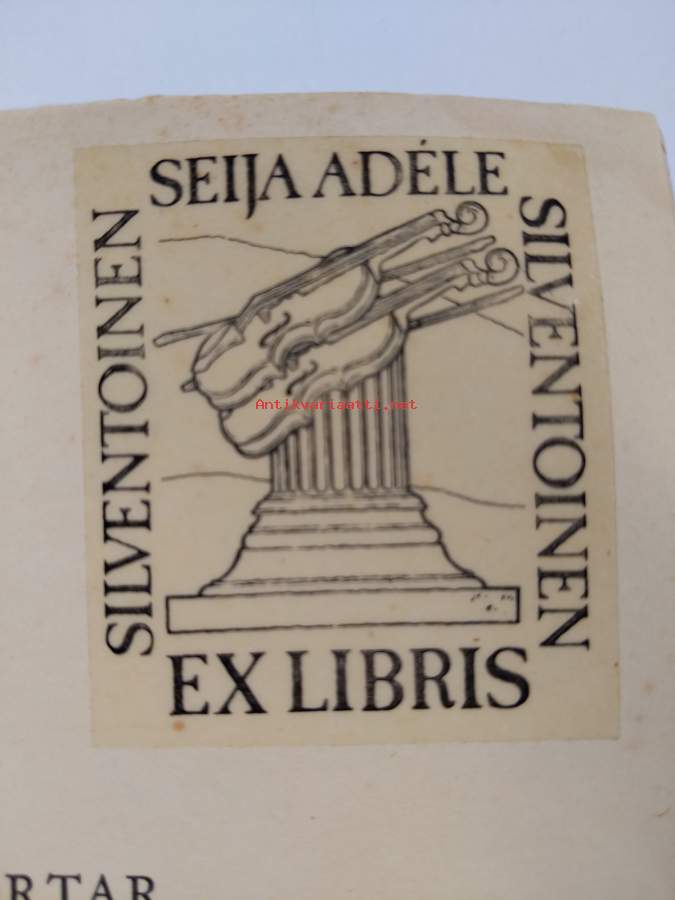 SEIJA ADÉLE
SILVENTOINEN
SILVENTOINEN
Antikvariaatti.net
EX LIBRIS
RTAR